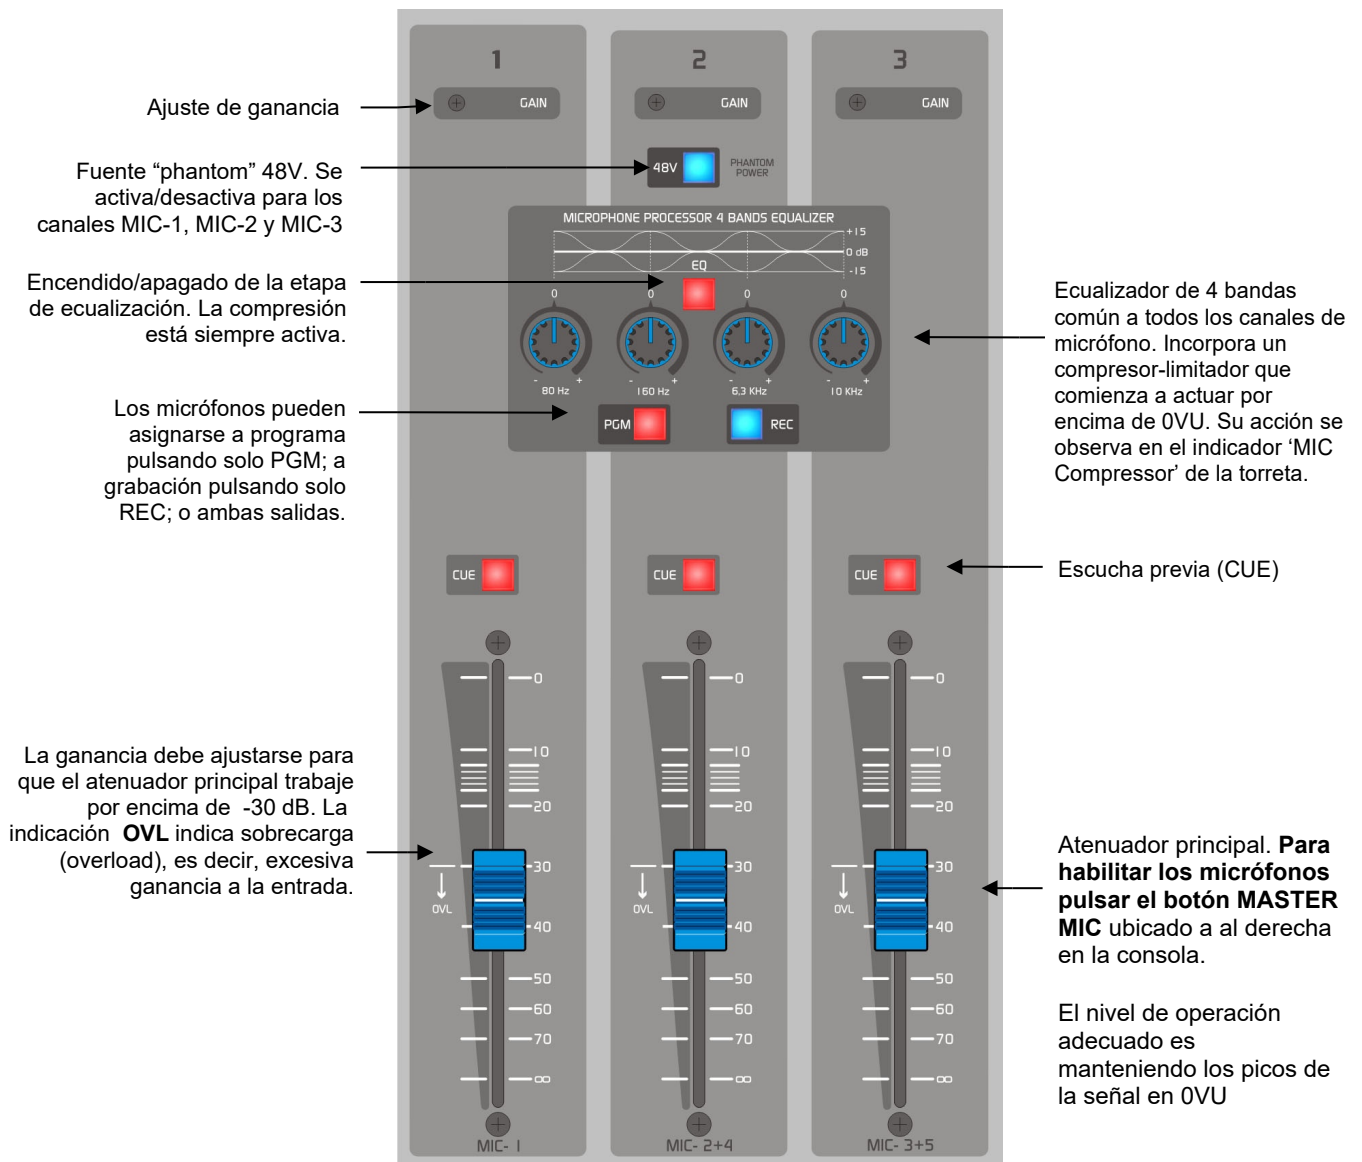 1
2
3
Ajuste de ganancia
GAIN
GAIN
GAIN
Fuente “phantom” 48V. Se
activa/desactiva para los
canales MIC-1, MIC-2 y MIC-3
48V
PHANTOM
POWER
MICROPHONE PROCESSOR 4 BANDS EQUALIZER
+15
0 dB
-15
EQ
Encendido/apagado de la etapa
de ecualización. La compresión
está siempre activa.
0
0
0
0
- +
- +
- +
- +
80 Hz
160 Hz
6,3 KHz
10 KHz
Ecualizador de 4 bandas
común a todos los canales de
micrófono. Incorpora un
compresor-limitador que
comienza a actuar por
encima de 0VU. Su acción se
observa en el indicador ‘MIC
Compressor’ de la torreta.
Los micrófonos pueden
asignarse a programa
pulsando solo PGM; a
grabación pulsando solo
REC; o ambas salidas.
PGM
REC
CUE
CUE
CUE
Escucha previa (CUE)
La ganancia debe ajustarse para
que el atenuador principal trabaje
por encima de -30 dB. La
indicación OVL indica sobrecarga
(overload), es decir, excesiva
ganancia a la entrada.
0
10
20
30
40
50
60
70
∞
OVL
0
10
20
30
40
50
60
70
∞
OVL
0
10
20
30
40
50
60
70
∞
OVL
Atenuador principal. Para
habilitar los micrófonos
pulsar el botón MASTER
MIC ubicado a al derecha
en la consola.
El nivel de operación
adecuado es
manteniendo los picos de
la señal en 0VU
MIC- 1
MIC- 2+4
MIC- 3+5